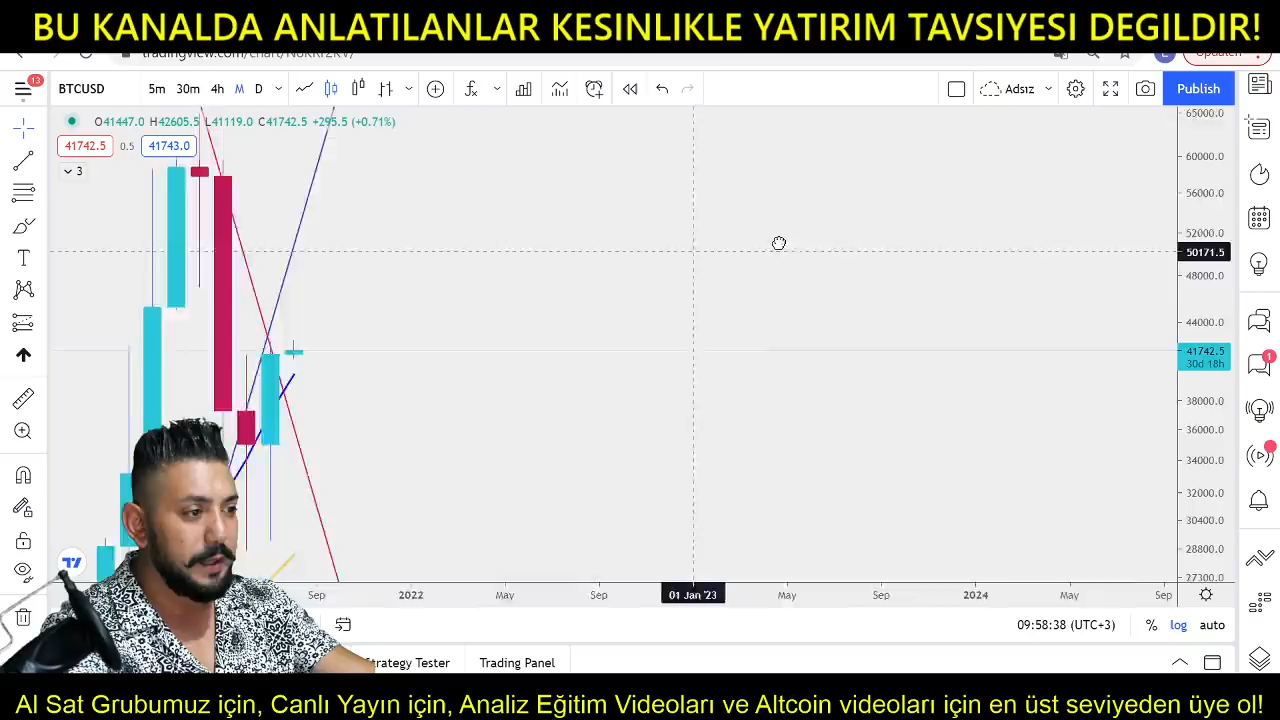 BU KANALDA ANLATILANLAR KESINLIKLE YATIRIM TAVSIYESI DEGILDIR!
13
BTCUSD 5m 30m 4h M D
Adsız Publish
O41447.0 H42605.5 L41119.0 C41742.5 +295.5 (+0.71%)
41742.5 0.5 41743.0
3
65000.0
60000.0
56000.0
52000.0
50171.5
48000.0
44000.0
41742.5
30d 18h
1
38000.0
36000.0
34000.0
32000.0
30400.0
28800.0
27300.0
Sep 2022 May Sep 01 Jan '23 May Sep 2024 May Sep
09:58:38 (UTC+3) % log auto
Strategy Tester Trading Panel
Al Sat Grubumuz için, Canlı Yayın için, Analiz Eğitim Videoları ve Altcoin videoları için en üst seviyeden üye ol!